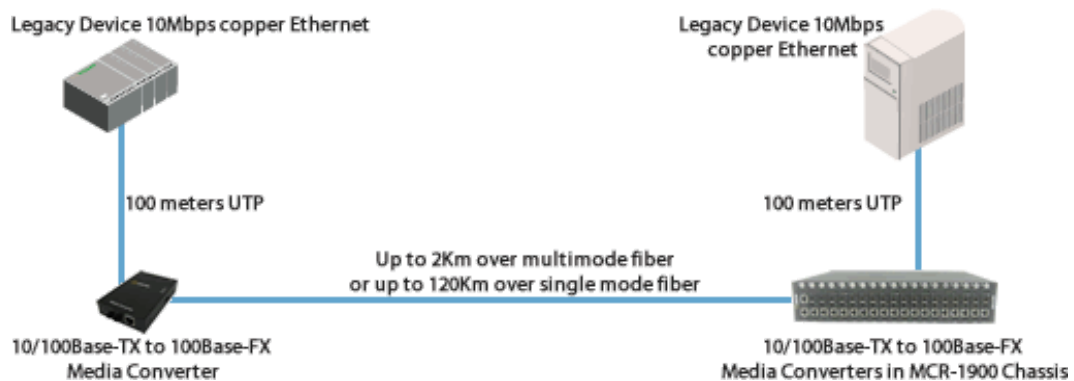 Legacy Device 10Mbps copper Ethernet
Legacy Device 10Mbps
copper Ethernet
100 meters UTP
100 meters UTP
Up to 2Km over multimode fiber
or up to 120Km over single mode fiber
10/100Base-TX to 100Base-FX
Media Converter
10/100Base-TX to 100Base-FX
Media Converters in MCR-1900 Chassis